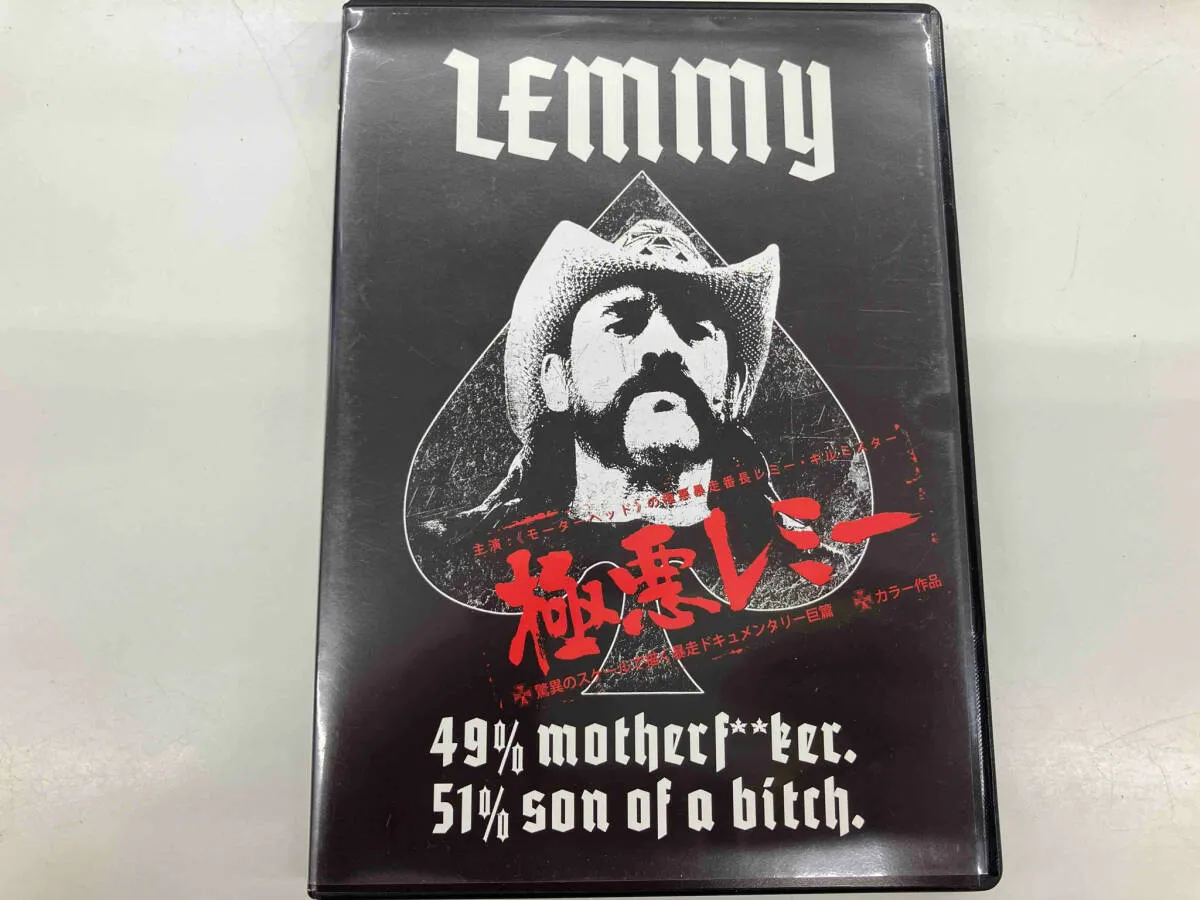 LEMMY
主演:《モーターヘッド》の極悪暴走番長レミー・キルミスター
極悪レミー
驚異のスケールで描く暴走ドキュメンタリー巨篇 カラー作品
49% motherf**ker.
51% son of a bitch.